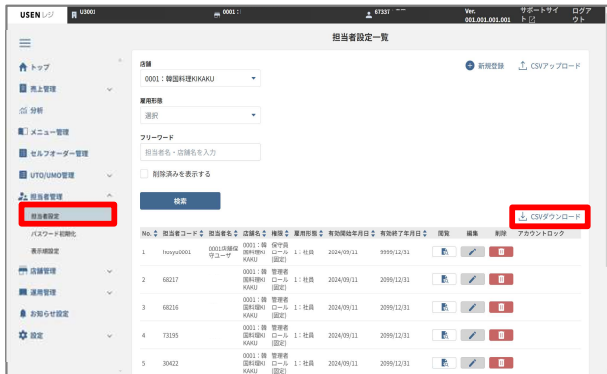 USEN レジ
U3001
0001 :
67337
Ver.
001.001.001.001
サポートサイト
ログアウト
担当者設定一覧
トップ
売上管理
分析
メニュー管理
セルフオーダー管理
UTO/UMO管理
担当者管理
担当者設定
パスワード初期化
表示順設定
店舗管理
運用管理
お知らせ設定
設定
店舗
0001：韓国料理KIKAKU
新規登録
CSVアップロード
雇用形態
選択
フリーワード
担当者名・店舗名を入力
削除済みを表示する
検索
CSVダウンロード
No. 担当者コード 担当者名 店舗名 権限 雇用形態 有効開始年月日 有効終了年月日 閲覧 編集 削除 アカウントロック
1 hosyu0001 0001店舗保守ユーザ 0001：韓国料理KIKAKU 保守員ロール[固定] 1：社員 2024/09/11 9999/12/31
2 68217 0001：韓国料理KIKAKU 管理者ロール[固定] 1：社員 2024/09/11 2099/12/31
3 68216 0001：韓国料理KIKAKU 管理者ロール[固定] 1：社員 2024/09/11 2099/12/31
4 73195 0001：韓国料理KIKAKU 管理者ロール[固定] 1：社員 2024/09/11 2099/12/31
5 30422 0001：韓国料理KIKAKU 管理者ロール[固定] 1：社員 2024/09/11 2099/12/31